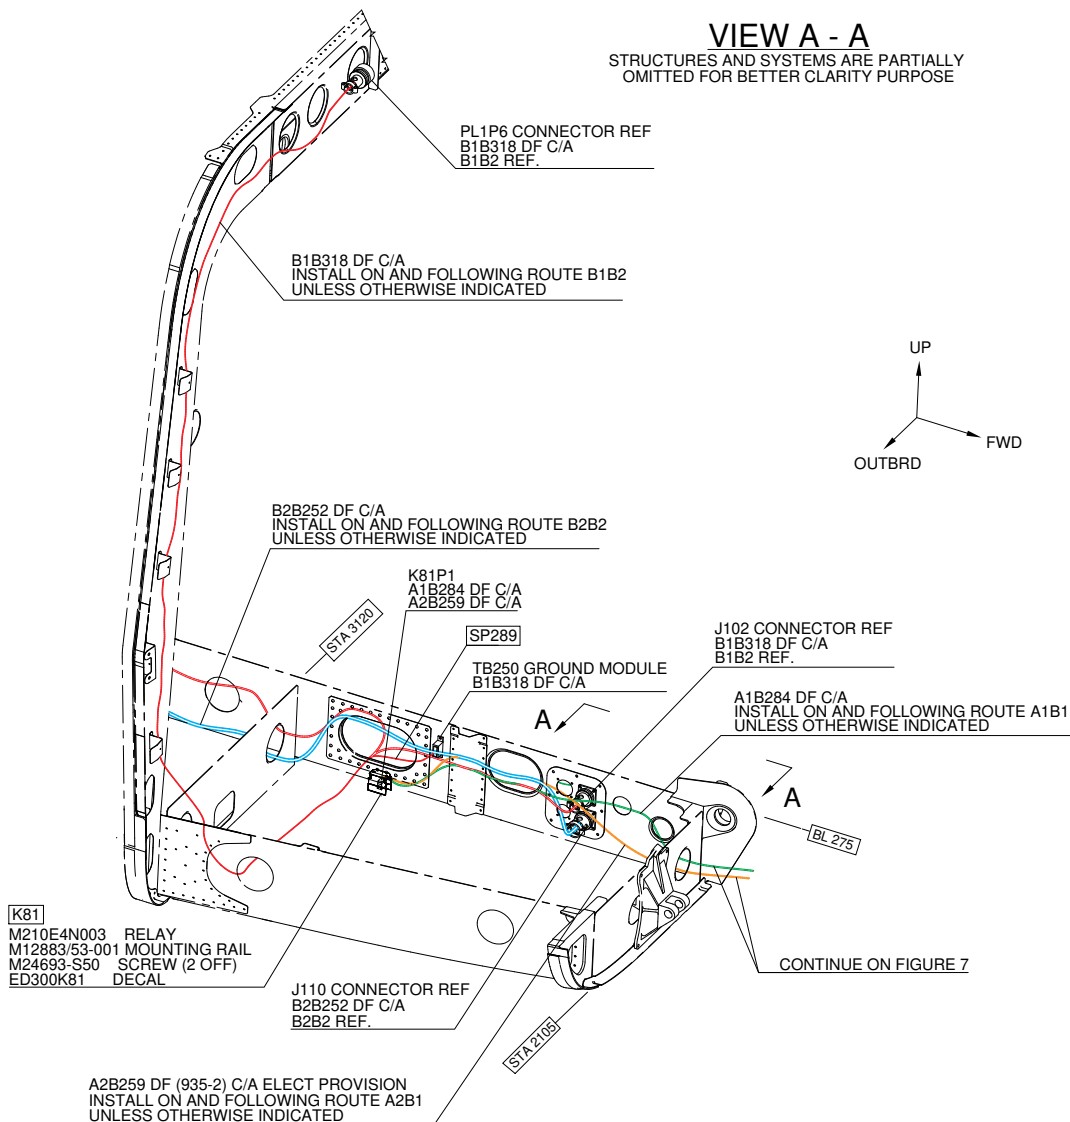 VIEW A - A
STRUCTURES AND SYSTEMS ARE PARTIALLY
OMITTED FOR BETTER CLARITY PURPOSE
PL1P6 CONNECTOR REF
B1B318 DF C/A
B1B2 REF.
B1B318 DF C/A
INSTALL ON AND FOLLOWING ROUTE B1B2
UNLESS OTHERWISE INDICATED
UP
FWD
OUTBRD
B2B252 DF C/A
INSTALL ON AND FOLLOWING ROUTE B2B2
UNLESS OTHERWISE INDICATED
K81P1
A1B284 DF C/A
A2B259 DF C/A
STA 3120
SP289
TB250 GROUND MODULE
B1B318 DF C/A
J102 CONNECTOR REF
B1B318 DF C/A
B1B2 REF.
A1B284 DF C/A
INSTALL ON AND FOLLOWING ROUTE A1B1
UNLESS OTHERWISE INDICATED
A
A
BL 275
K81
M210E4N003 RELAY
M12883/53-001 MOUNTING RAIL
M24693-S50 SCREW (2 OFF)
ED300K81 DECAL
CONTINUE ON FIGURE 7
J110 CONNECTOR REF
B2B252 DF C/A
B2B2 REF.
STA 2105
A2B259 DF (935-2) C/A ELECT PROVISION
INSTALL ON AND FOLLOWING ROUTE A2B1
UNLESS OTHERWISE INDICATED